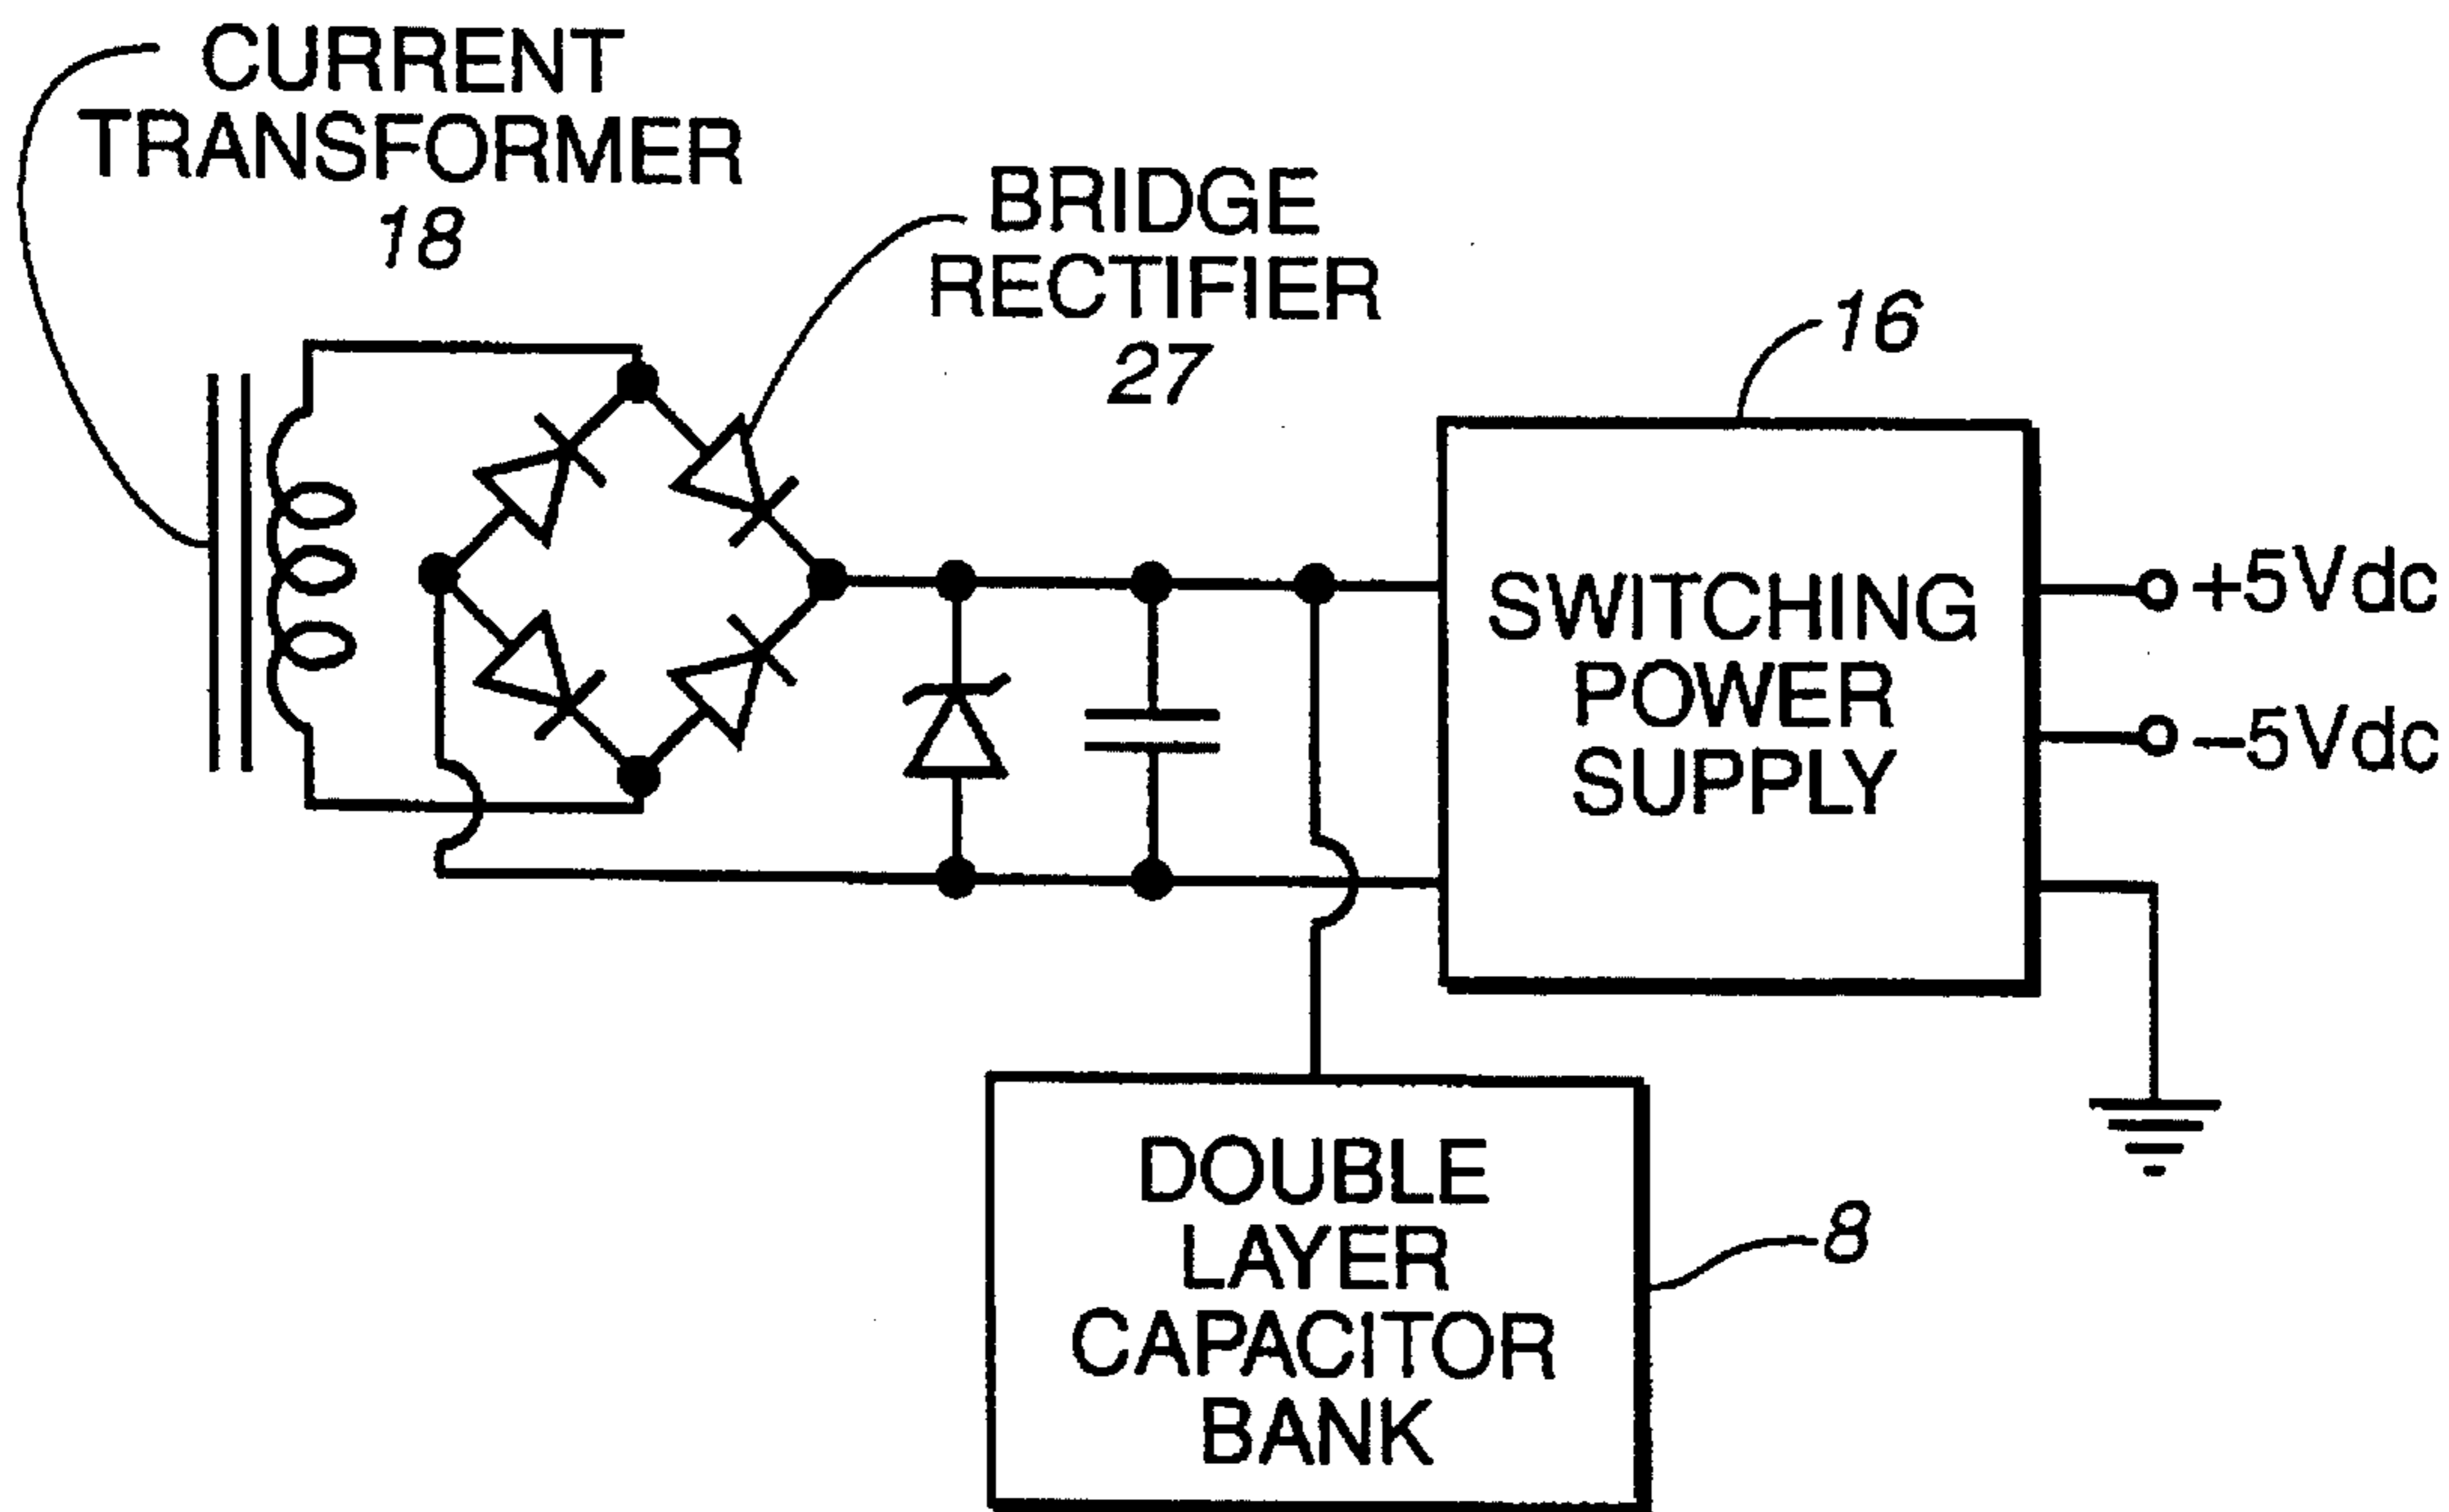 CURRENT
TRANSFORMER
18
BRIDGE
RECTIFIER
27
16
SWITCHING
POWER
SUPPLY
+5Vdc
−5Vdc
DOUBLE
LAYER
CAPACITOR
BANK
8